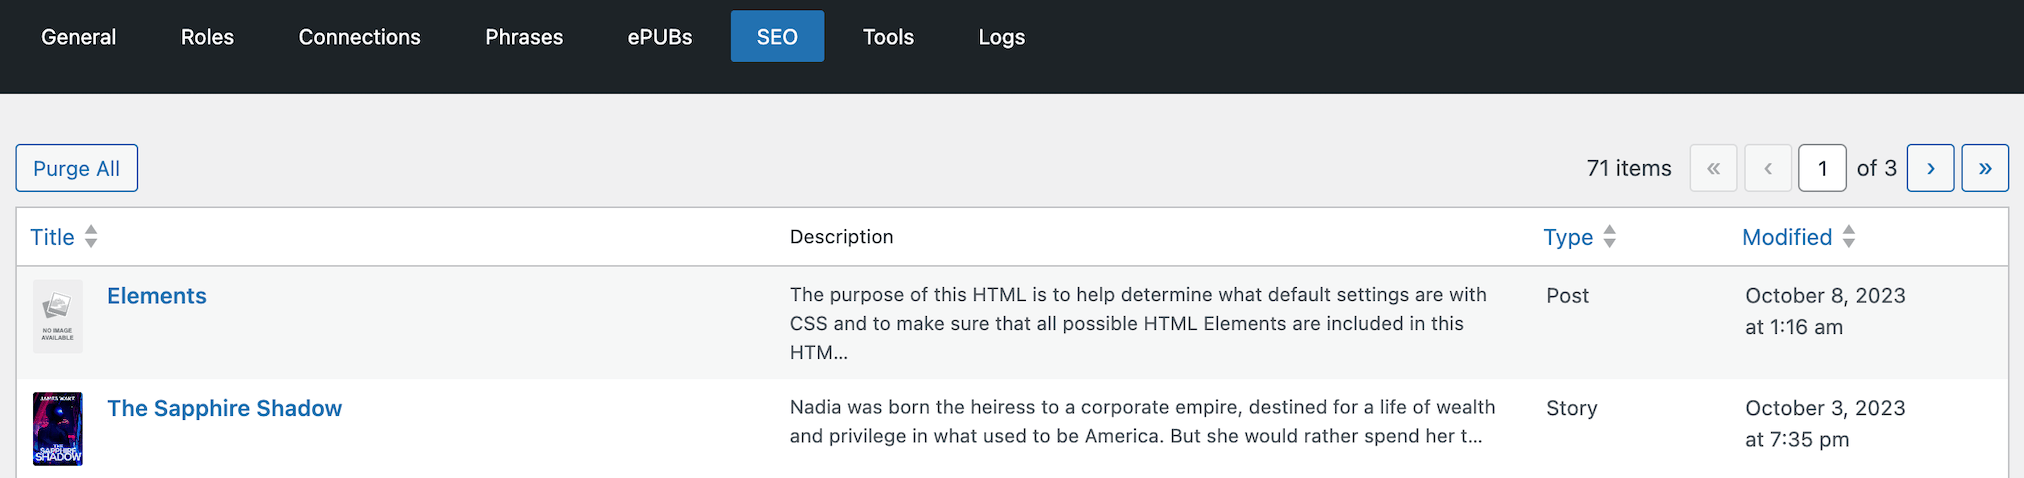 General Roles Connections Phrases ePUBs SEO Tools Logs
Purge All 71 items « ‹ 1 of 3 › »
Title Description Type Modified
NO IMAGE
AVAILABLE
Elements
The purpose of this HTML is to help determine what default settings are with
CSS and to make sure that all possible HTML Elements are included in this
HTM...
Post
October 8, 2023
at 1:16 am
JAMES WAKE
THE
SAPPHIRE
SHADOW
The Sapphire Shadow
Nadia was born the heiress to a corporate empire, destined for a life of wealth
and privilege in what used to be America. But she would rather spend her t...
Story
October 3, 2023
at 7:35 pm